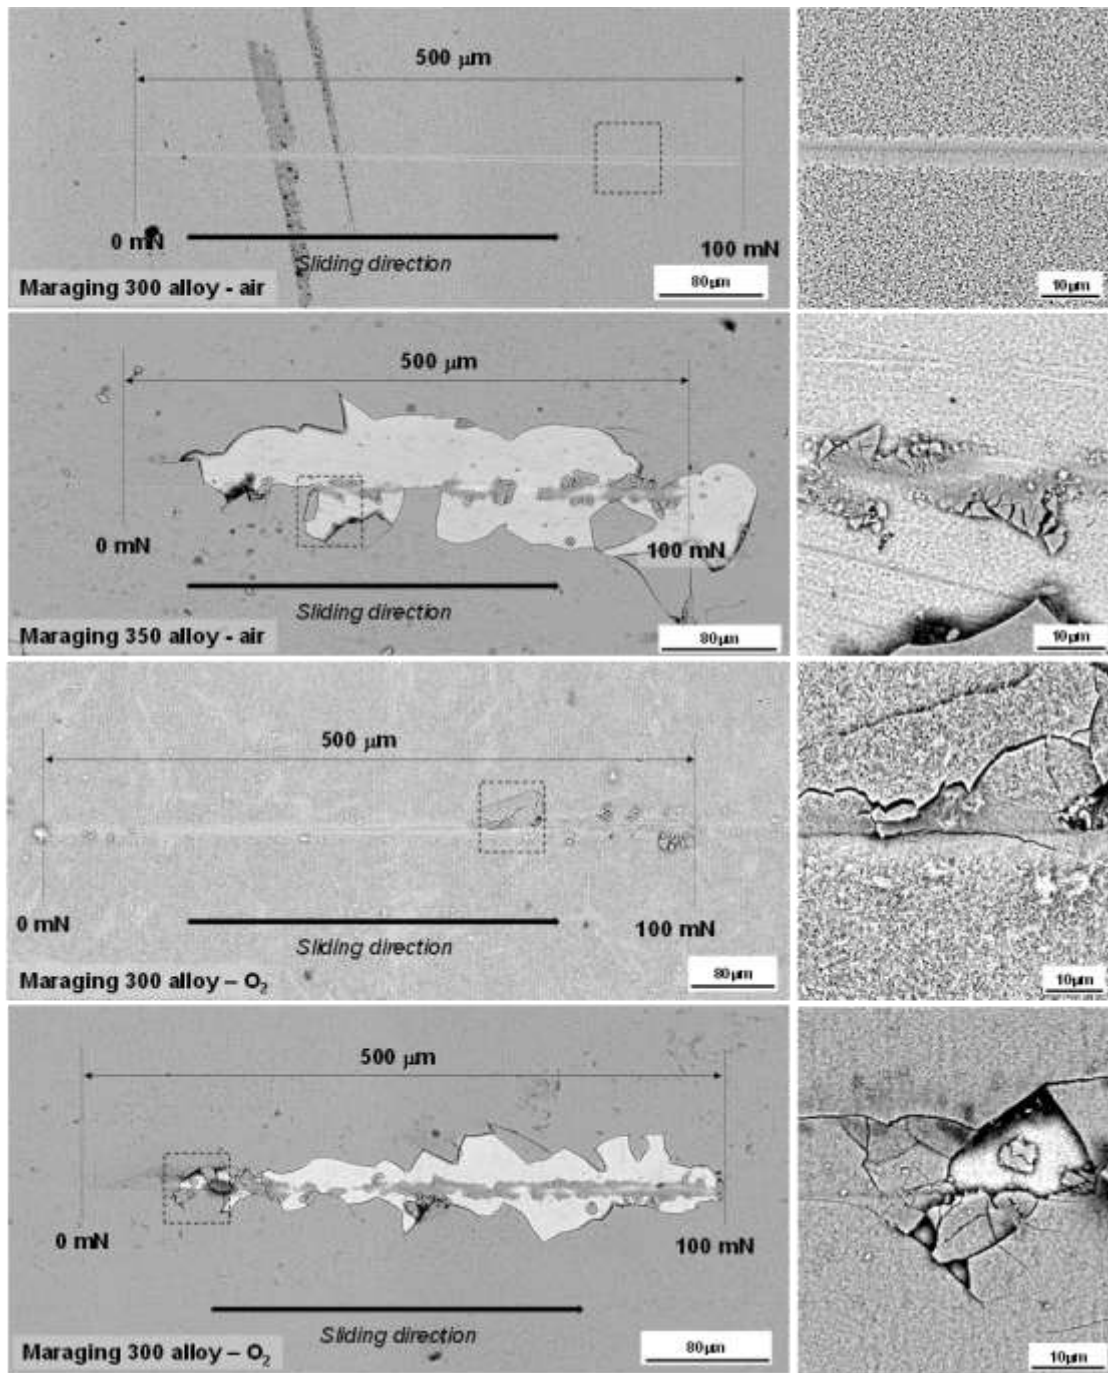 500 μm
0 mN
100 mN
Sliding direction
Maraging 300 alloy - air
80μm
10μm
500 μm
0 mN
100 mN
Sliding direction
Maraging 350 alloy - air
80μm
10μm
500 μm
0 mN
100 mN
Sliding direction
Maraging 300 alloy – O₂
80μm
10μm
500 μm
0 mN
100 mN
Sliding direction
Maraging 300 alloy – O₂
80μm
10μm